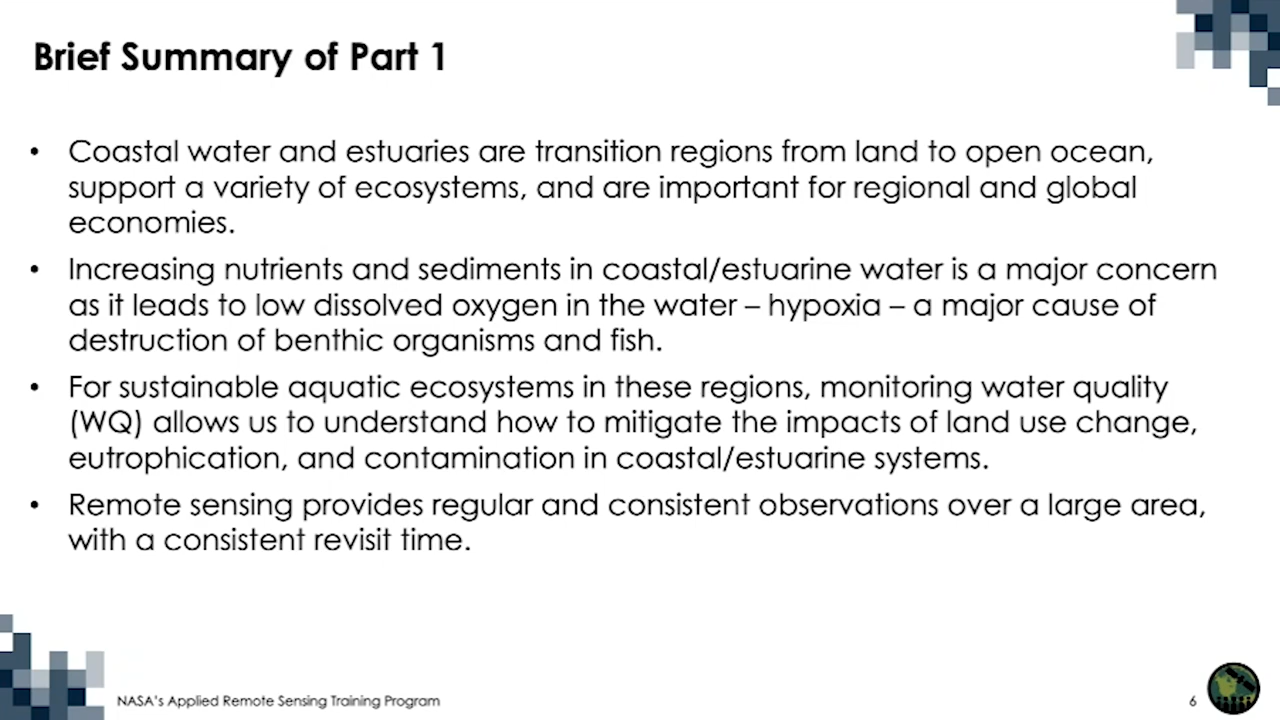 Brief Summary of Part 1
• Coastal water and estuaries are transition regions from land to open ocean,
support a variety of ecosystems, and are important for regional and global
economies.
• Increasing nutrients and sediments in coastal/estuarine water is a major concern
as it leads to low dissolved oxygen in the water – hypoxia – a major cause of
destruction of benthic organisms and fish.
• For sustainable aquatic ecosystems in these regions, monitoring water quality
(WQ) allows us to understand how to mitigate the impacts of land use change,
eutrophication, and contamination in coastal/estuarine systems.
• Remote sensing provides regular and consistent observations over a large area,
with a consistent revisit time.
NASA's Applied Remote Sensing Training Program
6